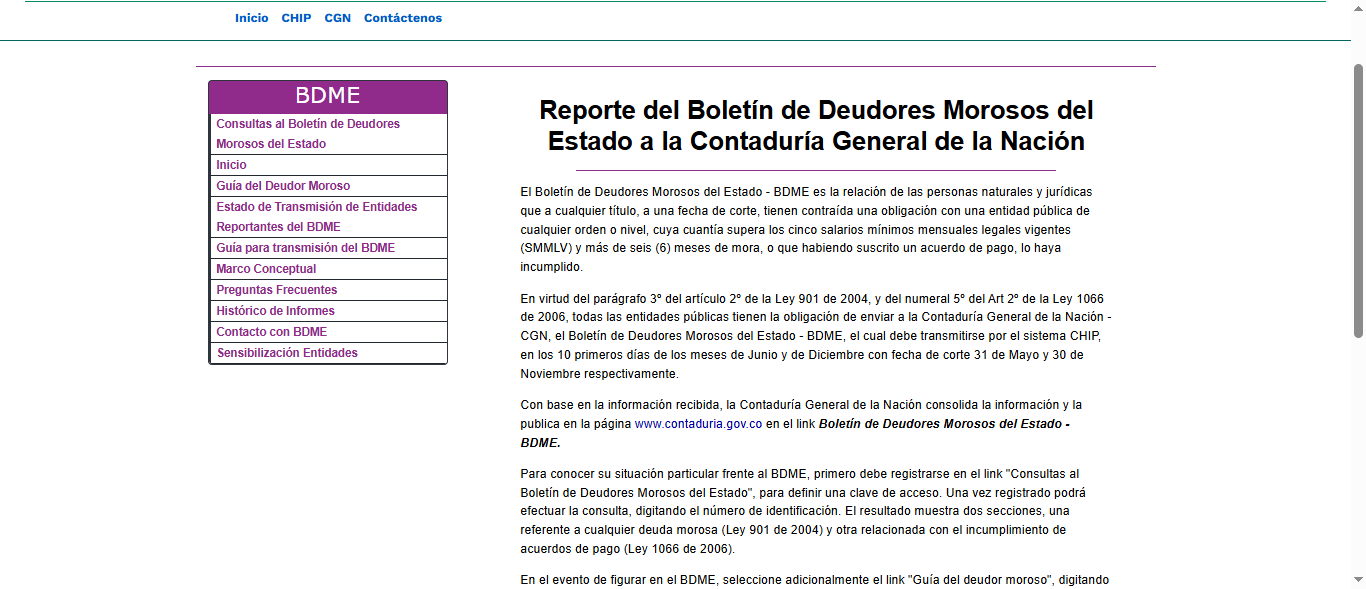 Inicio CHIP CGN Contáctenos
BDME
Consultas al Boletín de Deudores
Morosos del Estado
Inicio
Guía del Deudor Moroso
Estado de Transmisión de Entidades
Reportantes del BDME
Guía para transmisión del BDME
Marco Conceptual
Preguntas Frecuentes
Histórico de Informes
Contacto con BDME
Sensibilización Entidades
Reporte del Boletín de Deudores Morosos del
Estado a la Contaduría General de la Nación
El Boletín de Deudores Morosos del Estado - BDME es la relación de las personas naturales y jurídicas
que a cualquier título, a una fecha de corte, tienen contraída una obligación con una entidad pública de
cualquier orden o nivel, cuya cuantía supera los cinco salarios mínimos mensuales legales vigentes
(SMMLV) y más de seis (6) meses de mora, o que habiendo suscrito un acuerdo de pago, lo haya
incumplido.
En virtud del parágrafo 3º del artículo 2º de la Ley 901 de 2004, y del numeral 5º del Art 2º de la Ley 1066
de 2006, todas las entidades públicas tienen la obligación de enviar a la Contaduría General de la Nación -
CGN, el Boletín de Deudores Morosos del Estado - BDME, el cual debe transmitirse por el sistema CHIP,
en los 10 primeros días de los meses de Junio y de Diciembre con fecha de corte 31 de Mayo y 30 de
Noviembre respectivamente.
Con base en la información recibida, la Contaduría General de la Nación consolida la información y la
publica en la página www.contaduria.gov.co en el link Boletín de Deudores Morosos del Estado -
BDME.
Para conocer su situación particular frente al BDME, primero debe registrarse en el link "Consultas al
Boletín de Deudores Morosos del Estado", para definir una clave de acceso. Una vez registrado podrá
efectuar la consulta, digitando el número de identificación. El resultado muestra dos secciones, una
referente a cualquier deuda morosa (Ley 901 de 2004) y otra relacionada con el incumplimiento de
acuerdos de pago (Ley 1066 de 2006).
En el evento de figurar en el BDME, seleccione adicionalmente el link "Guía del deudor moroso", digitando